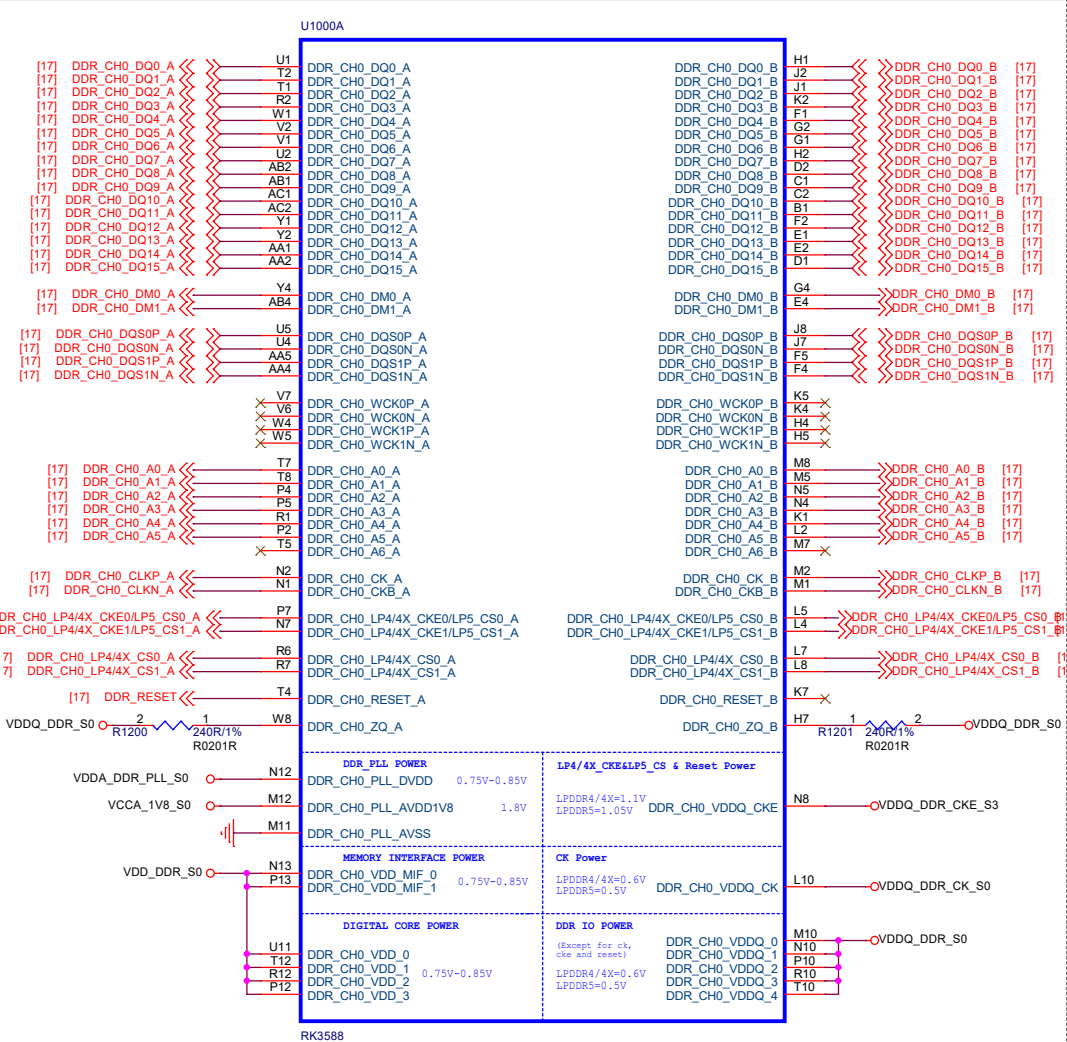 U1000A
[17] DDR_CH0_DQ0_A U1 DDR_CH0_DQ0_A DDR_CH0_DQ0_B H1 DDR_CH0_DQ0_B [17]
[17] DDR_CH0_DQ1_A T2 DDR_CH0_DQ1_A DDR_CH0_DQ1_B J2 DDR_CH0_DQ1_B [17]
[17] DDR_CH0_DQ2_A T1 DDR_CH0_DQ2_A DDR_CH0_DQ2_B J1 DDR_CH0_DQ2_B [17]
[17] DDR_CH0_DQ3_A R2 DDR_CH0_DQ3_A DDR_CH0_DQ3_B K2 DDR_CH0_DQ3_B [17]
[17] DDR_CH0_DQ4_A W1 DDR_CH0_DQ4_A DDR_CH0_DQ4_B F1 DDR_CH0_DQ4_B [17]
[17] DDR_CH0_DQ5_A V2 DDR_CH0_DQ5_A DDR_CH0_DQ5_B G2 DDR_CH0_DQ5_B [17]
[17] DDR_CH0_DQ6_A V1 DDR_CH0_DQ6_A DDR_CH0_DQ6_B G1 DDR_CH0_DQ6_B [17]
[17] DDR_CH0_DQ7_A U2 DDR_CH0_DQ7_A DDR_CH0_DQ7_B H2 DDR_CH0_DQ7_B [17]
[17] DDR_CH0_DQ8_A AB2 DDR_CH0_DQ8_A DDR_CH0_DQ8_B D2 DDR_CH0_DQ8_B [17]
[17] DDR_CH0_DQ9_A AB1 DDR_CH0_DQ9_A DDR_CH0_DQ9_B C1 DDR_CH0_DQ9_B [17]
[17] DDR_CH0_DQ10_A AC1 DDR_CH0_DQ10_A DDR_CH0_DQ10_B C2 DDR_CH0_DQ10_B [17]
[17] DDR_CH0_DQ11_A AC2 DDR_CH0_DQ11_A DDR_CH0_DQ11_B B1 DDR_CH0_DQ11_B [17]
[17] DDR_CH0_DQ12_A Y1 DDR_CH0_DQ12_A DDR_CH0_DQ12_B F2 DDR_CH0_DQ12_B [17]
[17] DDR_CH0_DQ13_A Y2 DDR_CH0_DQ13_A DDR_CH0_DQ13_B E1 DDR_CH0_DQ13_B [17]
[17] DDR_CH0_DQ14_A AA1 DDR_CH0_DQ14_A DDR_CH0_DQ14_B E2 DDR_CH0_DQ14_B [17]
[17] DDR_CH0_DQ15_A AA2 DDR_CH0_DQ15_A DDR_CH0_DQ15_B D1 DDR_CH0_DQ15_B [17]
[17] DDR_CH0_DM0_A Y4 DDR_CH0_DM0_A DDR_CH0_DM0_B G4 DDR_CH0_DM0_B [17]
[17] DDR_CH0_DM1_A AB4 DDR_CH0_DM1_A DDR_CH0_DM1_B E4 DDR_CH0_DM1_B [17]
[17] DDR_CH0_DQS0P_A U5 DDR_CH0_DQS0P_A DDR_CH0_DQS0P_B J8 DDR_CH0_DQS0P_B [17]
[17] DDR_CH0_DQS0N_A U4 DDR_CH0_DQS0N_A DDR_CH0_DQS0N_B J7 DDR_CH0_DQS0N_B [17]
[17] DDR_CH0_DQS1P_A AA5 DDR_CH0_DQS1P_A DDR_CH0_DQS1P_B F5 DDR_CH0_DQS1P_B [17]
[17] DDR_CH0_DQS1N_A AA4 DDR_CH0_DQS1N_A DDR_CH0_DQS1N_B F4 DDR_CH0_DQS1N_B [17]
V7 DDR_CH0_WCK0P_A DDR_CH0_WCK0P_B K5
V6 DDR_CH0_WCK0N_A DDR_CH0_WCK0N_B K4
W4 DDR_CH0_WCK1P_A DDR_CH0_WCK1P_B H4
W5 DDR_CH0_WCK1N_A DDR_CH0_WCK1N_B H5
[17] DDR_CH0_A0_A T7 DDR_CH0_A0_A DDR_CH0_A0_B M8 DDR_CH0_A0_B [17]
[17] DDR_CH0_A1_A T8 DDR_CH0_A1_A DDR_CH0_A1_B M5 DDR_CH0_A1_B [17]
[17] DDR_CH0_A2_A P4 DDR_CH0_A2_A DDR_CH0_A2_B N5 DDR_CH0_A2_B [17]
[17] DDR_CH0_A3_A P5 DDR_CH0_A3_A DDR_CH0_A3_B N4 DDR_CH0_A3_B [17]
[17] DDR_CH0_A4_A R1 DDR_CH0_A4_A DDR_CH0_A4_B K1 DDR_CH0_A4_B [17]
[17] DDR_CH0_A5_A P2 DDR_CH0_A5_A DDR_CH0_A5_B L2 DDR_CH0_A5_B [17]
T5 DDR_CH0_A6_A DDR_CH0_A6_B M7
[17] DDR_CH0_CLKP_A N2 DDR_CH0_CK_A DDR_CH0_CK_B M2 DDR_CH0_CLKP_B [17]
[17] DDR_CH0_CLKN_A N1 DDR_CH0_CKB_A DDR_CH0_CKB_B M1 DDR_CH0_CLKN_B [17]
DR_CH0_LP4/4X_CKE0/LP5_CS0_A P7 DDR_CH0_LP4/4X_CKE0/LP5_CS0_A DDR_CH0_LP4/4X_CKE0/LP5_CS0_B L5 DDR_CH0_LP4/4X_CKE0/LP5_CS0_B
DR_CH0_LP4/4X_CKE1/LP5_CS1_A N7 DDR_CH0_LP4/4X_CKE1/LP5_CS1_A DDR_CH0_LP4/4X_CKE1/LP5_CS1_B L4 DDR_CH0_LP4/4X_CKE1/LP5_CS1_B
7] DDR_CH0_LP4/4X_CS0_A R6 DDR_CH0_LP4/4X_CS0_A DDR_CH0_LP4/4X_CS0_B L7 DDR_CH0_LP4/4X_CS0_B [1
7] DDR_CH0_LP4/4X_CS1_A R7 DDR_CH0_LP4/4X_CS1_A DDR_CH0_LP4/4X_CS1_B L8 DDR_CH0_LP4/4X_CS1_B [1
[17] DDR_RESET T4 DDR_CH0_RESET_A DDR_CH0_RESET_B K7
VDDQ_DDR_S0 2 1 W8 DDR_CH0_ZQ_A DDR_CH0_ZQ_B H7 1 2 VDDQ_DDR_S0
R1200 240R/1% R1201 240R/1%
R0201R R0201R
DDR_PLL POWER LP4/4X_CKE&LP5_CS & Reset Power
VDDA_DDR_PLL_S0 N12 DDR_CH0_PLL_DVDD 0.75V-0.85V
VCCA_1V8_S0 M12 DDR_CH0_PLL_AVDD1V8 1.8V LPDDR4/4X=1.1V DDR_CH0_VDDQ_CKE N8 VDDQ_DDR_CKE_S3
LPDDR5=1.05V
M11 DDR_CH0_PLL_AVSS
MEMORY INTERFACE POWER CK Power
VDD_DDR_S0 N13 DDR_CH0_VDD_MIF_0 0.75V-0.85V LPDDR4/4X=0.6V
P13 DDR_CH0_VDD_MIF_1 LPDDR5=0.5V DDR_CH0_VDDQ_CK L10 VDDQ_DDR_CK_S0
DIGITAL CORE POWER DDR IO POWER
DDR_CH0_VDDQ_0 M10 VDDQ_DDR_S0
U11 DDR_CH0_VDD_0 (Except for ck, DDR_CH0_VDDQ_1 N10
T12 DDR_CH0_VDD_1 cke and reset) DDR_CH0_VDDQ_2 P10
R12 DDR_CH0_VDD_2 0.75V-0.85V LPDDR4/4X=0.6V DDR_CH0_VDDQ_3 R10
P12 DDR_CH0_VDD_3 LPDDR5=0.5V DDR_CH0_VDDQ_4 T10
RK3588